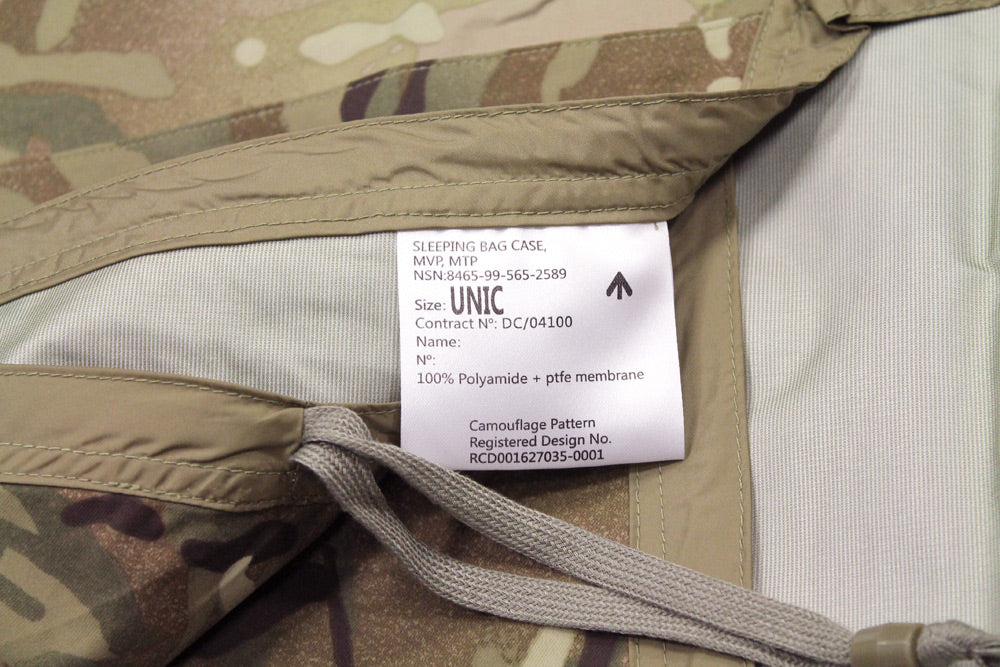 SLEEPING BAG CASE,
MVP, MTP
NSN:8465-99-565-2589
Size: UNIC
Contract Nº: DC/04100
Name:
Nº:
100% Polyamide + ptfe membrane
Camouflage Pattern
Registered Design No.
RCD001627035-0001